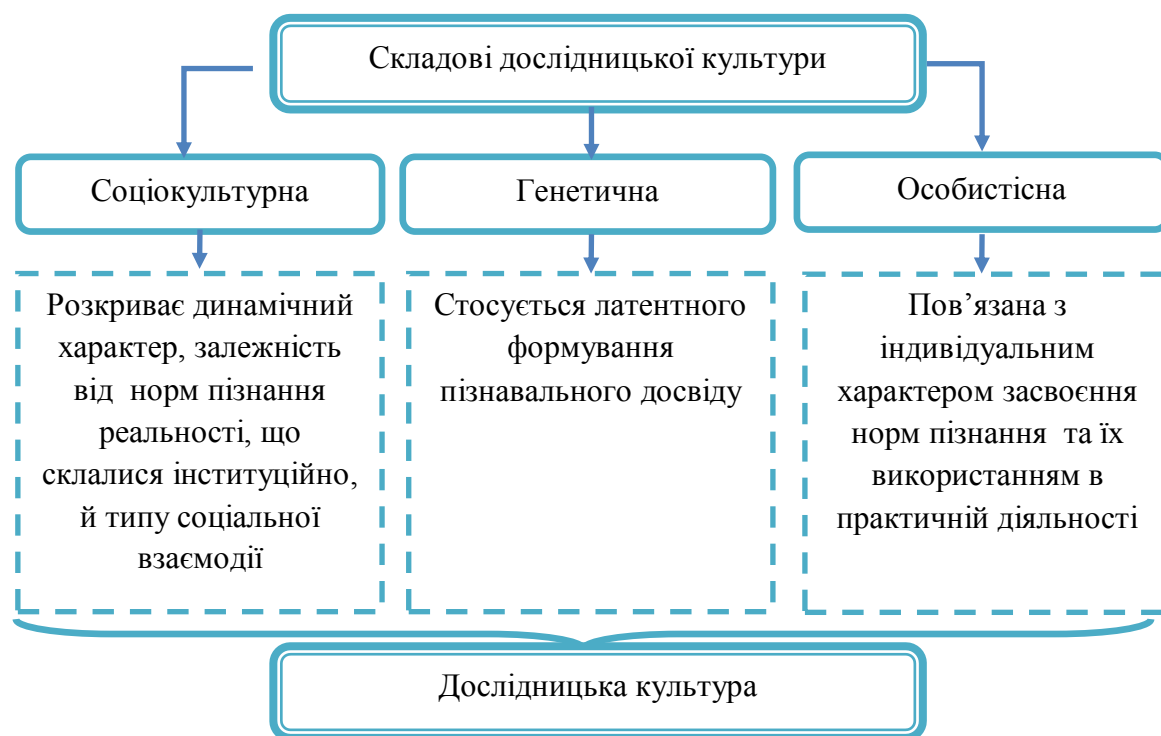 Складові дослідницької культури
Соціокультурна
Генетична
Особистісна
Розкриває динамічний
характер, залежність
від норм пізнання
реальності, що
склалися інституційно,
й типу соціальної
взаємодії
Стосується латентного
формування
пізнавального досвіду
Пов’язана з
індивідуальним
характером засвоєння
норм пізнання та їх
використанням в
практичній діяльності
Дослідницька культура